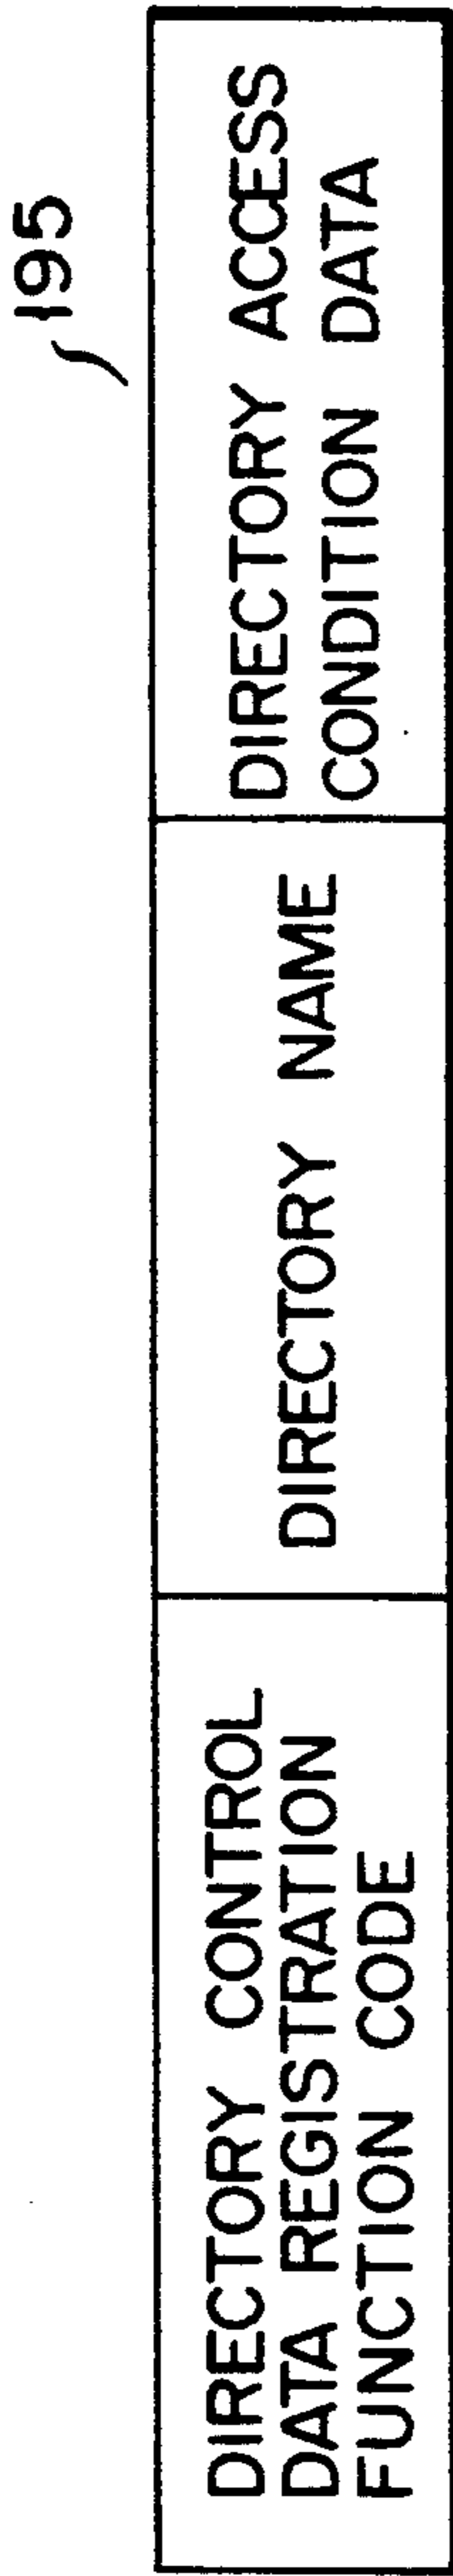 195
DIRECTORY CONTROL
DATA REGISTRATION
FUNCTION CODE
DIRECTORY NAME
DIRECTORY ACCESS
CONDITION DATA